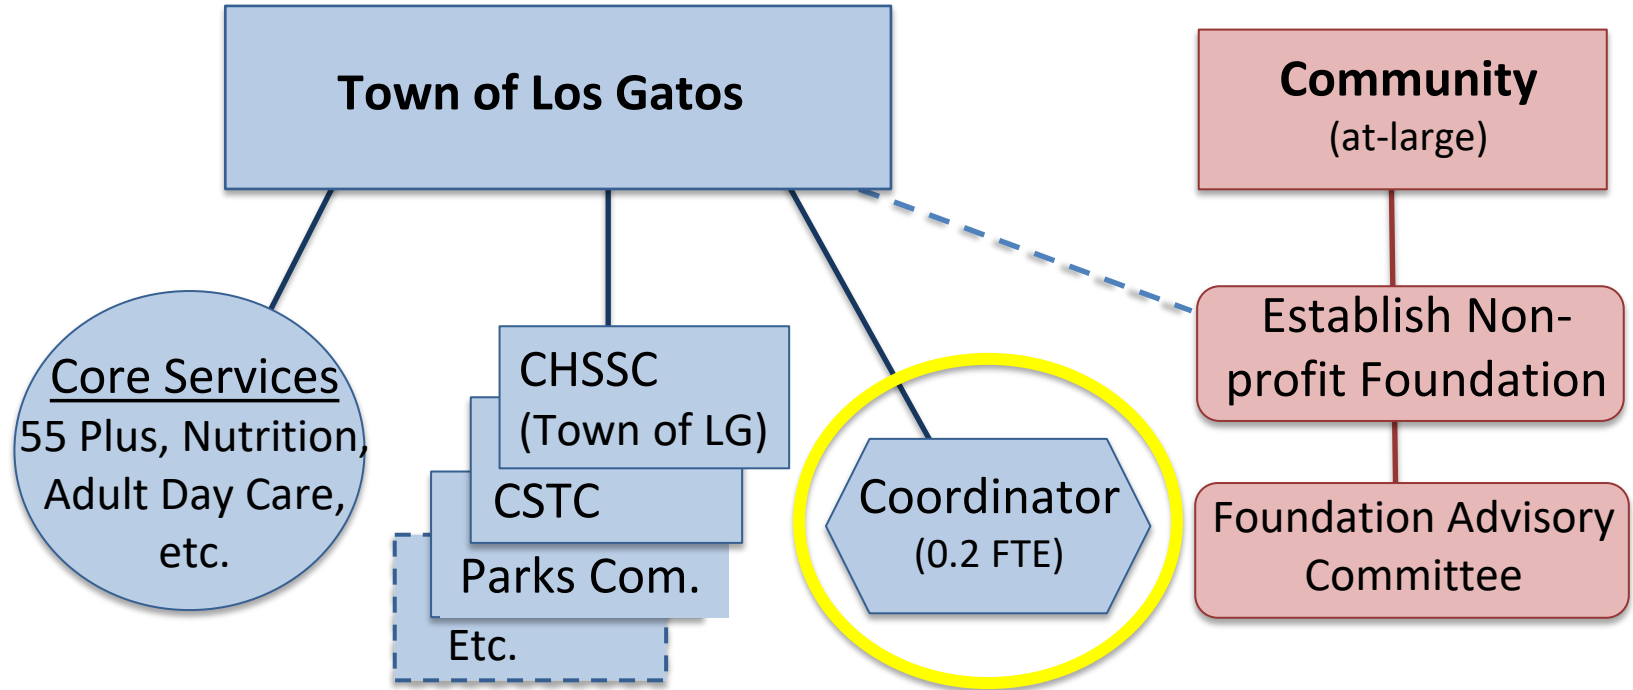 Town of Los Gatos
Community
(at-large)
Core Services
55 Plus, Nutrition,
Adult Day Care,
etc.
CHSSC
(Town of LG)
CSTC
Parks Com.
Etc.
Coordinator
(0.2 FTE)
Establish Non-
profit Foundation
Foundation Advisory
Committee